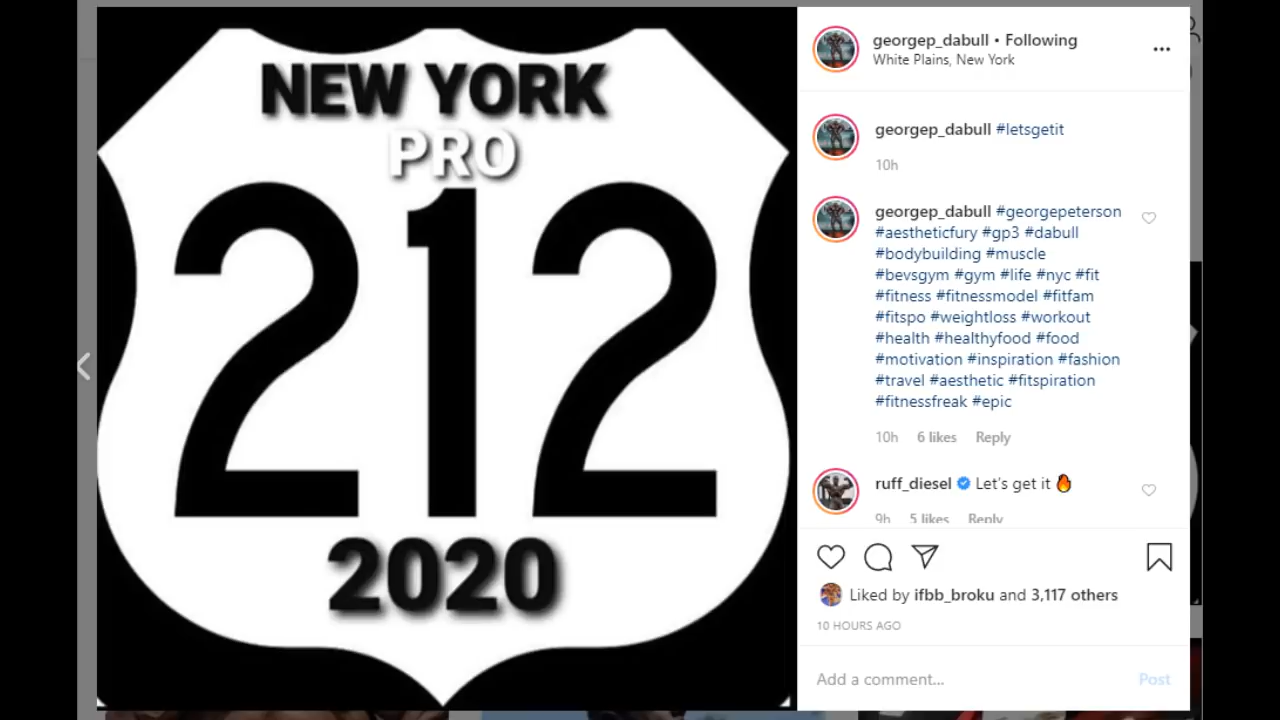 NEW YORK
PRO
212
2020
georgep_dabull • Following
White Plains, New York
georgep_dabull #letsgetit
10h
georgep_dabull #georgepeterson
#aestheticfury #gp3 #dabull
#bodybuilding #muscle
#bevsgym #gym #life #nyc #fit
#fitness #fitnessmodel #fitfam
#fitspo #weightloss #workout
#health #healthyfood #food
#motivation #inspiration #fashion
#travel #aesthetic #fitspiration
#fitnessfreak #epic
10h 6 likes Reply
ruff_diesel Let's get it 🔥
9h 5 likes Reply
Liked by ifbb_broku and 3,117 others
10 HOURS AGO
Add a comment... Post